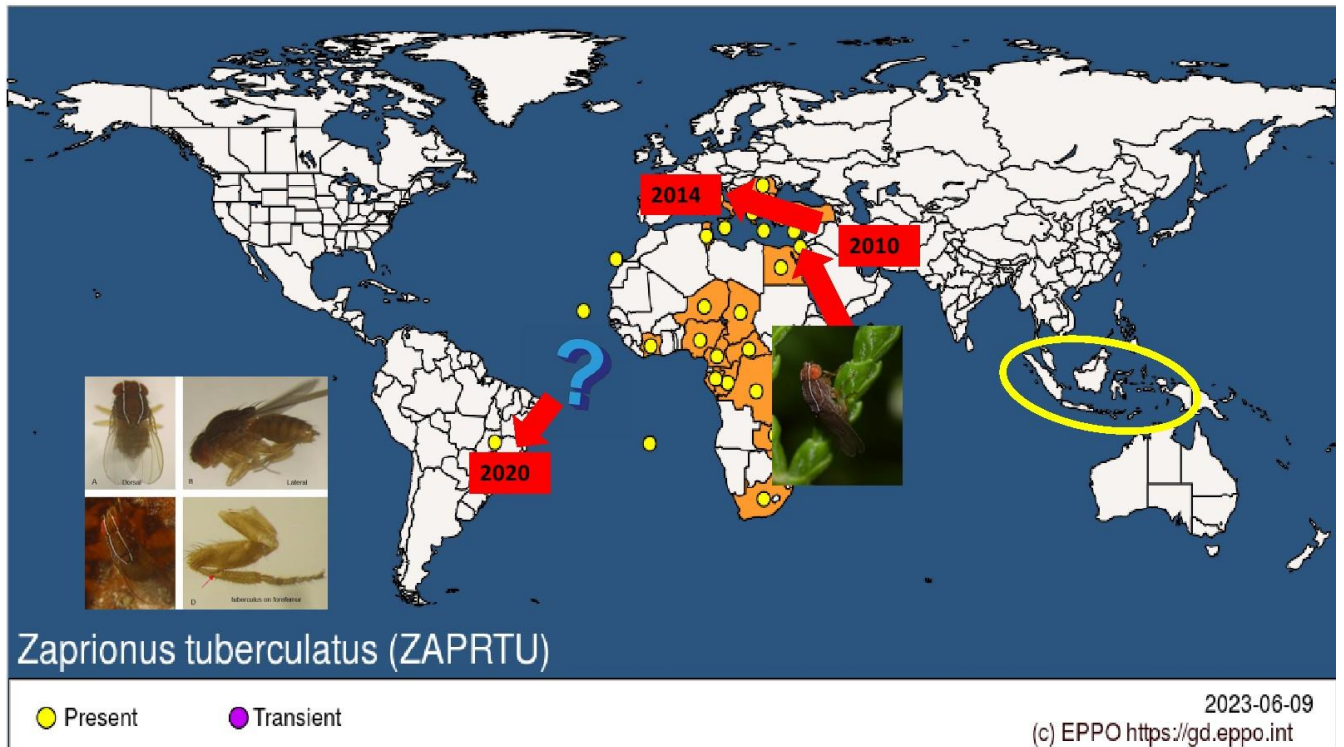 2014
2010
?
2020
A
Dorsal
B
Lateral
D
tuberculus on forefemur
Zaprionus tuberculatus (ZAPRTU)
Present
Transient
2023-06-09
(c) EPPO https://gd.eppo.int